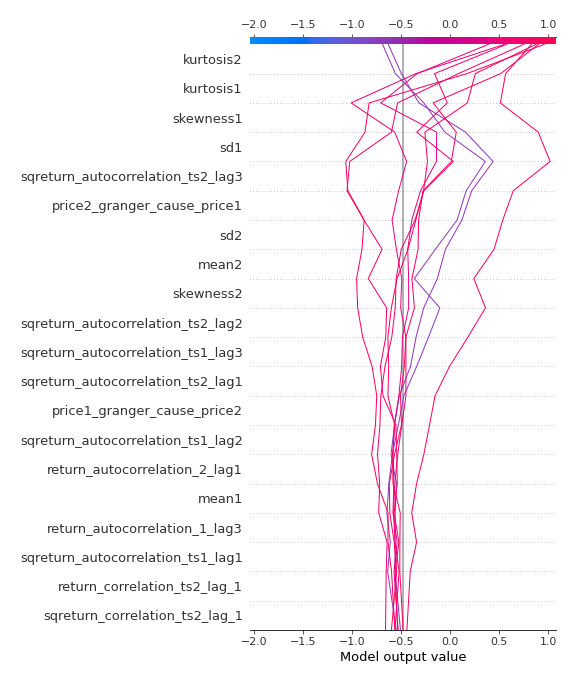 −2.0 −1.5 −1.0 −0.5 0.0 0.5 1.0
kurtosis2
kurtosis1
skewness1
sd1
sqreturn_autocorrelation_ts2_lag3
price2_granger_cause_price1
sd2
mean2
skewness2
sqreturn_autocorrelation_ts2_lag2
sqreturn_autocorrelation_ts1_lag3
sqreturn_autocorrelation_ts2_lag1
price1_granger_cause_price2
sqreturn_autocorrelation_ts1_lag2
return_autocorrelation_2_lag1
mean1
return_autocorrelation_1_lag3
sqreturn_autocorrelation_ts1_lag1
return_correlation_ts2_lag_1
sqreturn_correlation_ts2_lag_1
−2.0 −1.5 −1.0 −0.5 0.0 0.5 1.0
Model output value